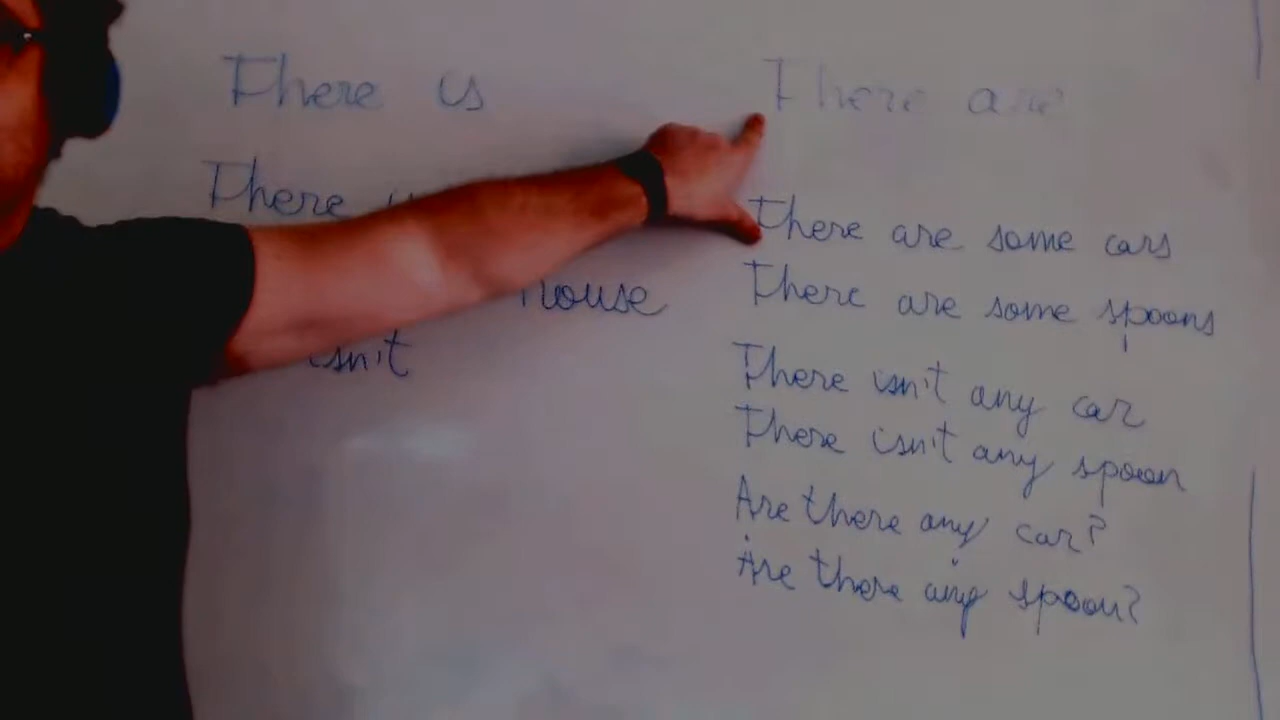 There is
There are
There
There are some cars
house
There are some spoons
isn't
There isn't any car
There isn't any spoon
Are there any car?
Are there any spoon?